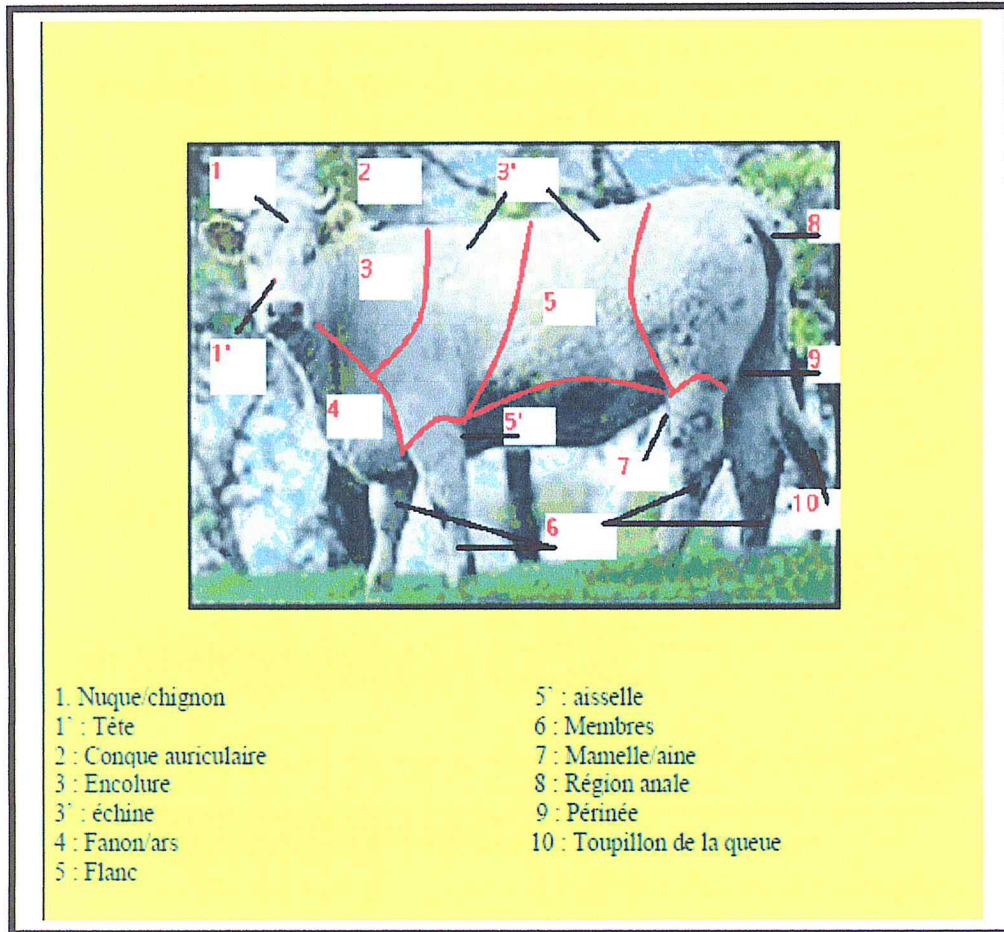 1
2
3'
8
3
5
1'
9
4
5'
7
10
6
1. Nuque/chignon
1` : Tête
2 : Conque auriculaire
3 : Encolure
3` : échine
4 : Fanon/ars
5 : Flanc
5` : aisselle
6 : Membres
7 : Mamelle/aine
8 : Région anale
9 : Périnée
10 : Toupillon de la queue